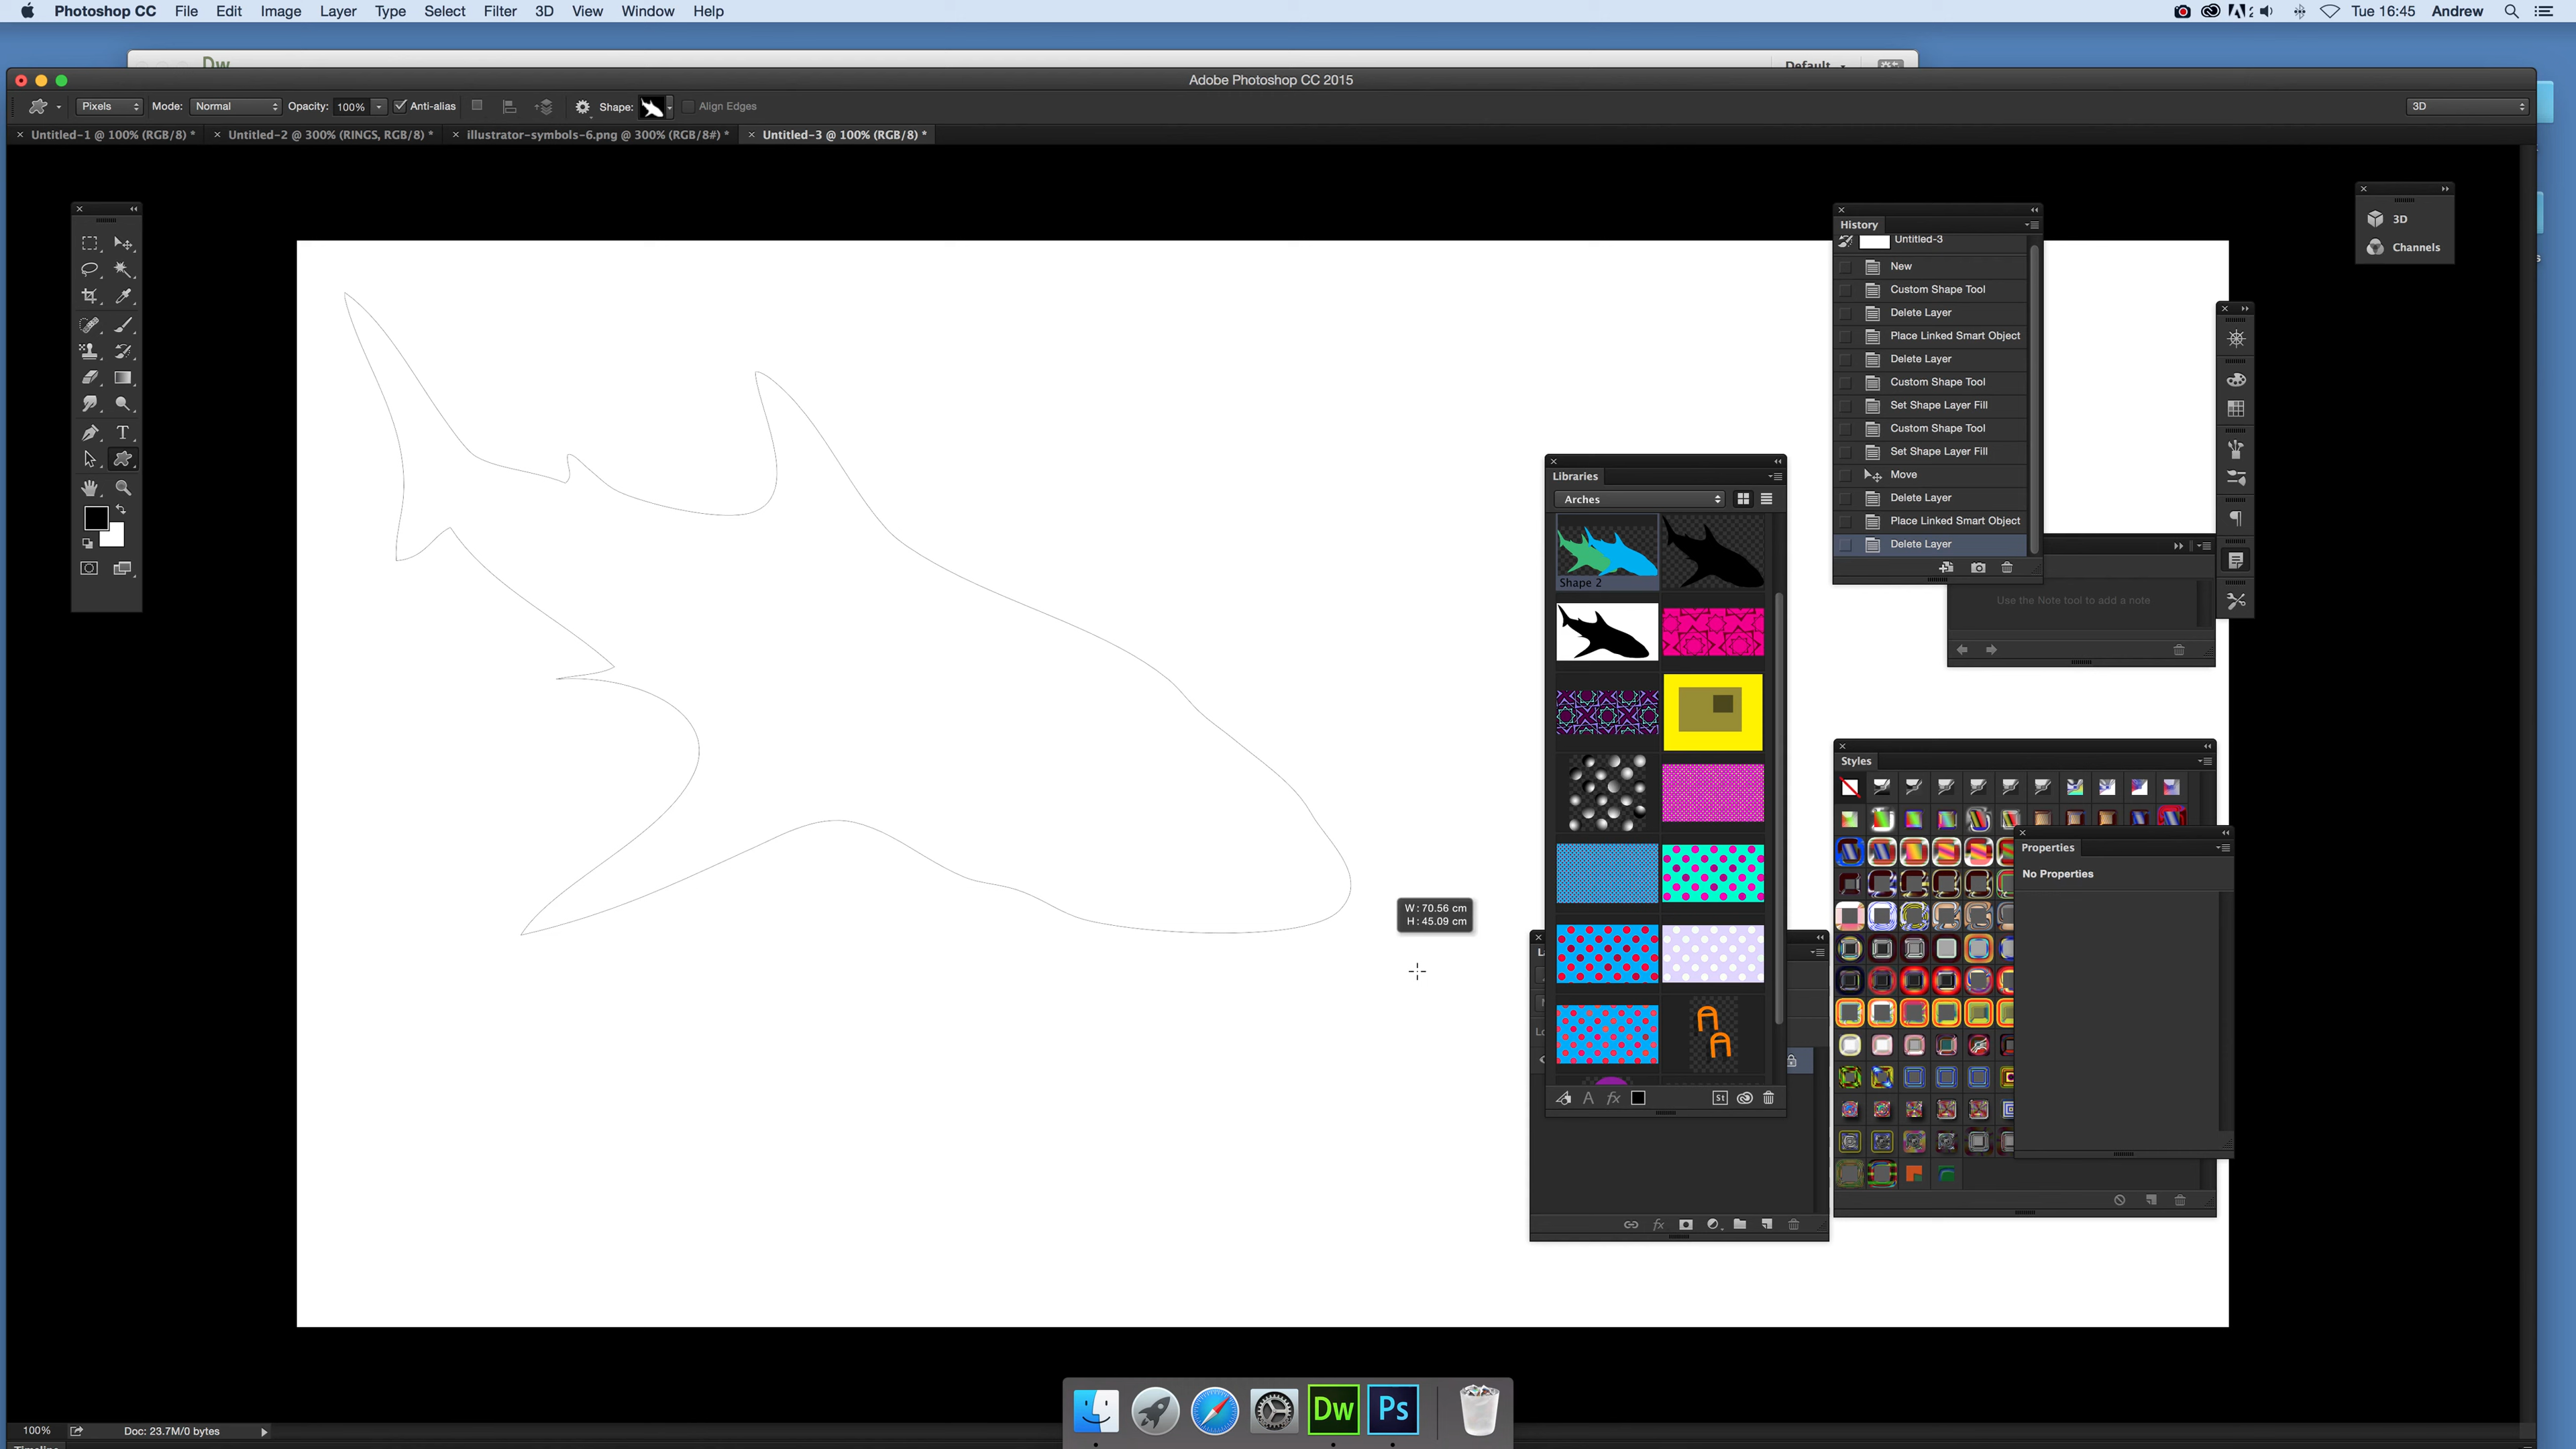 Photoshop CC File Edit Image Layer Type Select Filter 3D View Window Help Tue 16:45 Andrew
Dw Default
Adobe Photoshop CC 2015
Pixels Mode: Normal Opacity: 100% Anti-alias Shape: Align Edges 3D
Untitled-1 @ 100% (RGB/8) * Untitled-2 @ 300% (RINGS, RGB/8) * illustrator-symbols-6.png @ 300% (RGB/8#) * Untitled-3 @ 100% (RGB/8) *
3D
Channels
History
Untitled-3
New
Custom Shape Tool
Delete Layer
Place Linked Smart Object
Delete Layer
Custom Shape Tool
Set Shape Layer Fill
Custom Shape Tool
Set Shape Layer Fill
Move
Delete Layer
Place Linked Smart Object
Delete Layer
Use the Note tool to add a note
Libraries
Arches
Shape 2
A
A
A fx St
fx
Styles
Properties
No Properties
W: 70.56 cm
H: 45.09 cm
T
Dw Ps
100% Doc: 23.7M/0 bytes
Timeline